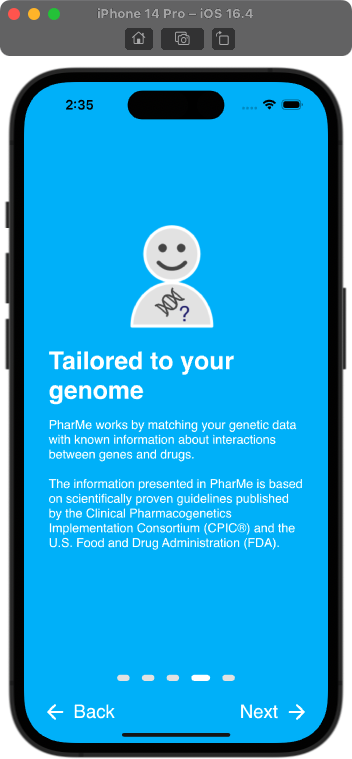 iPhone 14 Pro – iOS 16.4
2:35
?
Tailored to your
genome
PharMe works by matching your genetic data
with known information about interactions
between genes and drugs.
The information presented in PharMe is based
on scientifically proven guidelines published
by the Clinical Pharmacogenetics
Implementation Consortium (CPIC®) and the
U.S. Food and Drug Administration (FDA).
Back
Next